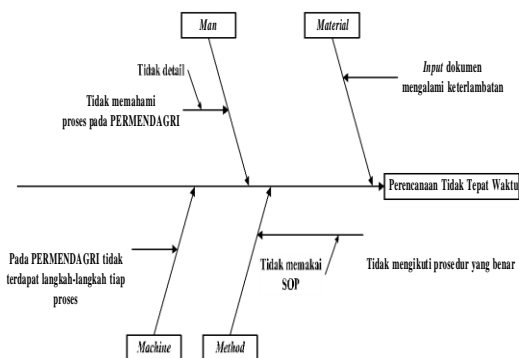 Man
Material
Tidak detail
Input dokumen
mengalami keterlambatan
Tidak memahami
proses pada PERMENDAGRI
Perencanaan Tidak Tepat Waktu
Pada PERMENDAGRI tidak
terdapat langkah-langkah tiap
proses
Tidak memakai
SOP
Tidak mengikuti prosedur yang benar
Machine
Method